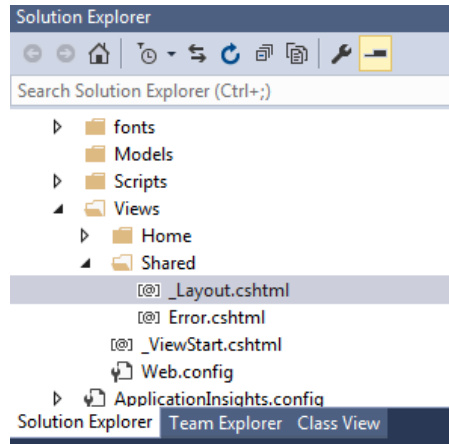 Solution Explorer
Search Solution Explorer (Ctrl+;)
fonts
Models
Scripts
Views
Home
Shared
[@] _Layout.cshtml
[@] Error.cshtml
[@] _ViewStart.cshtml
Web.config
ApplicationInsights.config
Solution Explorer Team Explorer Class View